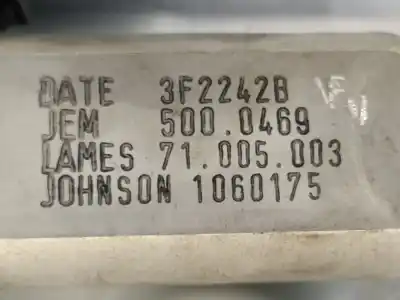 DATE 3F2242B
JEM 500.0469
LAMES 71.005.003
JOHNSON 1060175